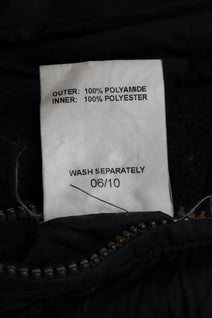 OUTER: 100% POLYAMIDE
INNER: 100% POLYESTER
WASH SEPARATELY
06/10